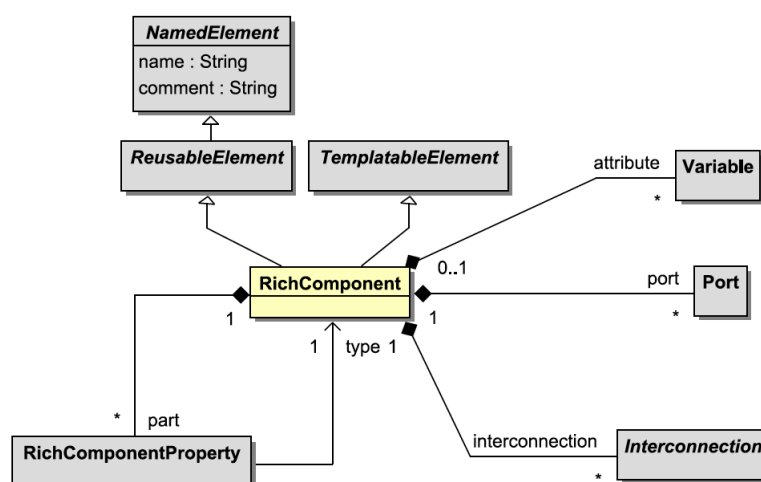 NamedElement
name : String
comment : String
ReusableElement
TemplatableElement
attribute
Variable
*
0..1
RichComponent
port
Port
1
1
*
1
type
1
*
part
interconnection
Interconnection
RichComponentProperty
*